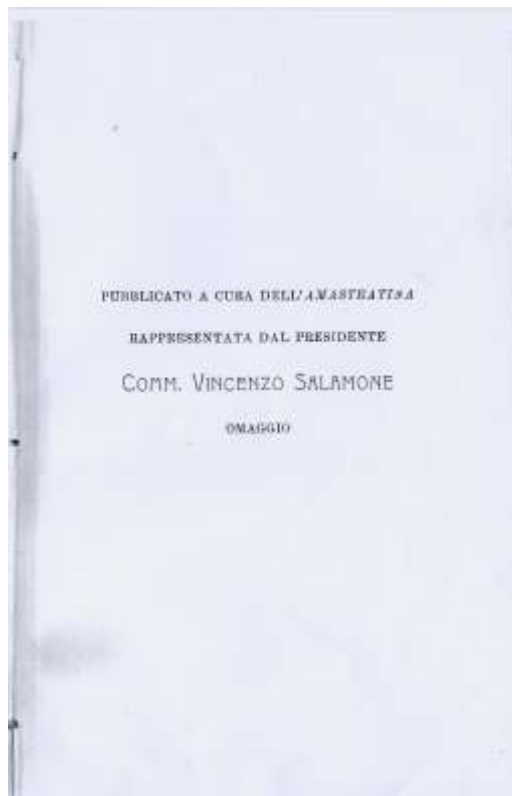 PUBBLICATO A CURA DELL'AMASTRATINA
RAPPRESENTATA DAL PRESIDENTE
COMM. VINCENZO SALAMONE
OMAGGIO